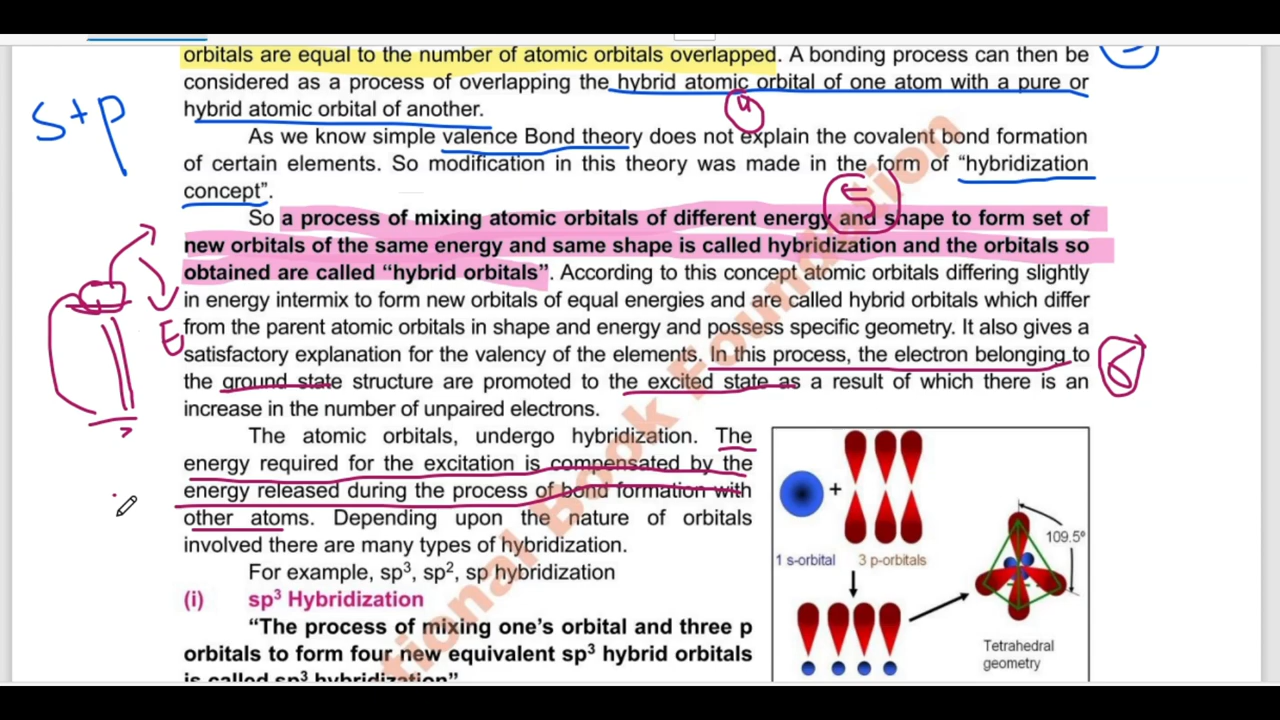 orbitals are equal to the number of atomic orbitals overlapped. A bonding process can then be
considered as a process of overlapping the hybrid atomic orbital of one atom with a pure or
hybrid atomic orbital of another.
s+p
4
As we know simple valence Bond theory does not explain the covalent bond formation
of certain elements. So modification in this theory was made in the form of “hybridization
concept”.
5
So a process of mixing atomic orbitals of different energy and shape to form set of
new orbitals of the same energy and same shape is called hybridization and the orbitals so
obtained are called “hybrid orbitals”. According to this concept atomic orbitals differing slightly
in energy intermix to form new orbitals of equal energies and are called hybrid orbitals which differ
from the parent atomic orbitals in shape and energy and possess specific geometry. It also gives a
E
satisfactory explanation for the valency of the elements. In this process, the electron belonging to
6
the ground state structure are promoted to the excited state as a result of which there is an
increase in the number of unpaired electrons.
The atomic orbitals, undergo hybridization. The
energy required for the excitation is compensated by the
energy released during the process of bond formation with
other atoms. Depending upon the nature of orbitals
involved there are many types of hybridization.
For example, sp³, sp², sp hybridization
(i) sp³ Hybridization
“The process of mixing one’s orbital and three p
orbitals to form four new equivalent sp³ hybrid orbitals
is called sp³ hybridization”
+
1 s-orbital 3 p-orbitals
109.5º
Tetrahedral
geometry
tional Book Foundation